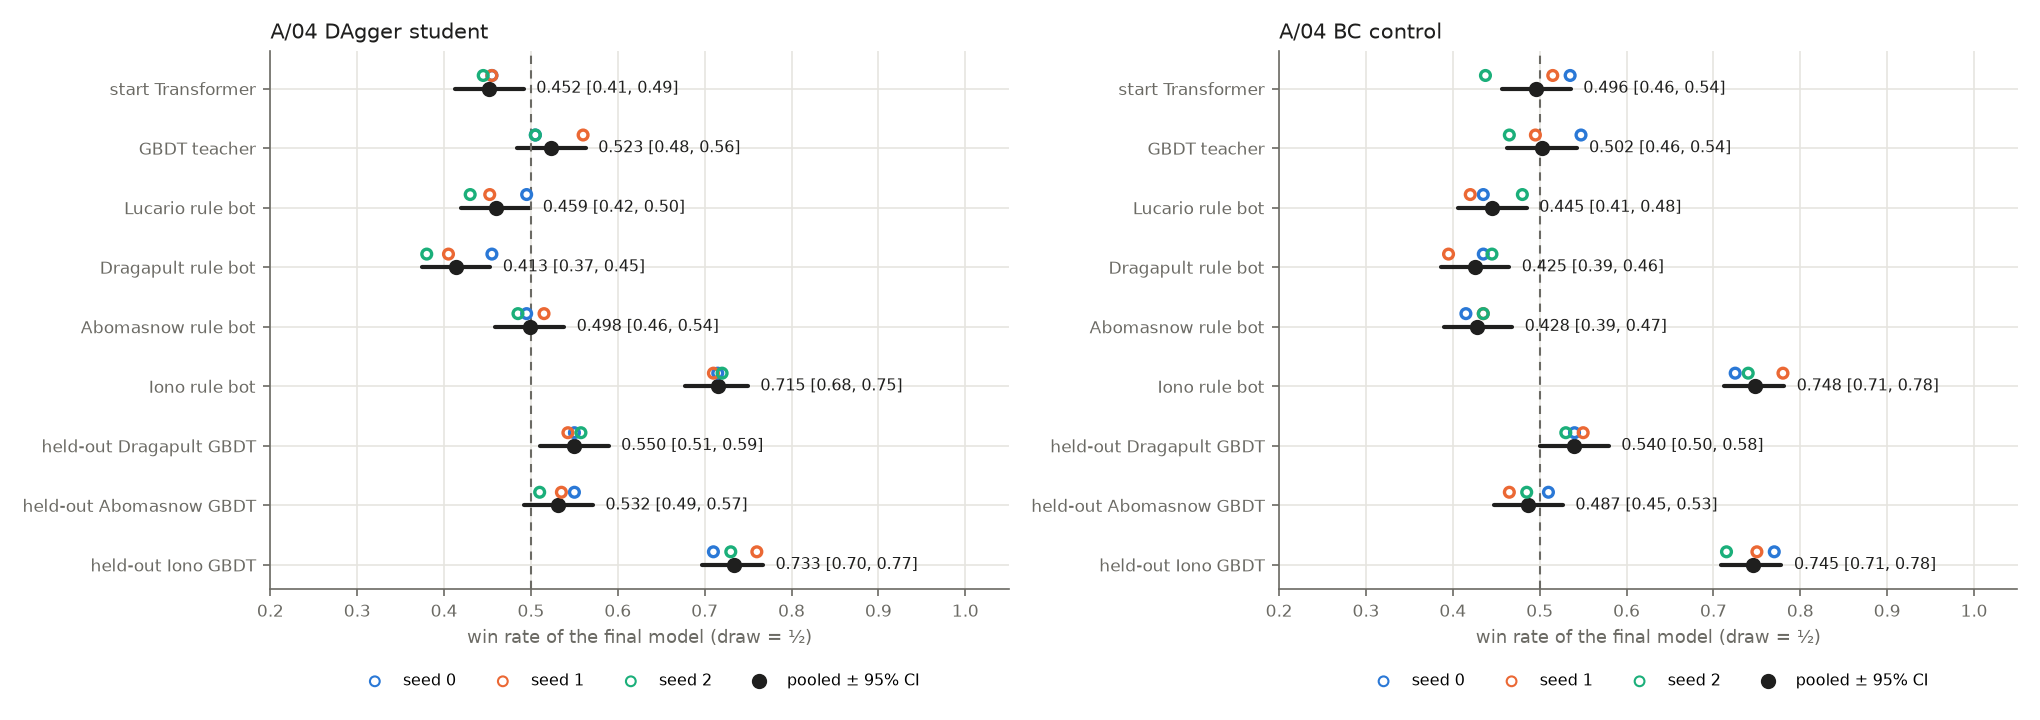 A/04 DAgger student
start Transformer
0.452 [0.41, 0.49]
GBDT teacher
0.523 [0.48, 0.56]
Lucario rule bot
0.459 [0.42, 0.50]
Dragapult rule bot
0.413 [0.37, 0.45]
Abomasnow rule bot
0.498 [0.46, 0.54]
Iono rule bot
0.715 [0.68, 0.75]
held-out Dragapult GBDT
0.550 [0.51, 0.59]
held-out Abomasnow GBDT
0.532 [0.49, 0.57]
held-out Iono GBDT
0.733 [0.70, 0.77]
0.2 0.3 0.4 0.5 0.6 0.7 0.8 0.9 1.0
win rate of the final model (draw = ½)
seed 0 seed 1 seed 2 pooled ± 95% CI
A/04 BC control
start Transformer
0.496 [0.46, 0.54]
GBDT teacher
0.502 [0.46, 0.54]
Lucario rule bot
0.445 [0.41, 0.48]
Dragapult rule bot
0.425 [0.39, 0.46]
Abomasnow rule bot
0.428 [0.39, 0.47]
Iono rule bot
0.748 [0.71, 0.78]
held-out Dragapult GBDT
0.540 [0.50, 0.58]
held-out Abomasnow GBDT
0.487 [0.45, 0.53]
held-out Iono GBDT
0.745 [0.71, 0.78]
0.2 0.3 0.4 0.5 0.6 0.7 0.8 0.9 1.0
win rate of the final model (draw = ½)
seed 0 seed 1 seed 2 pooled ± 95% CI